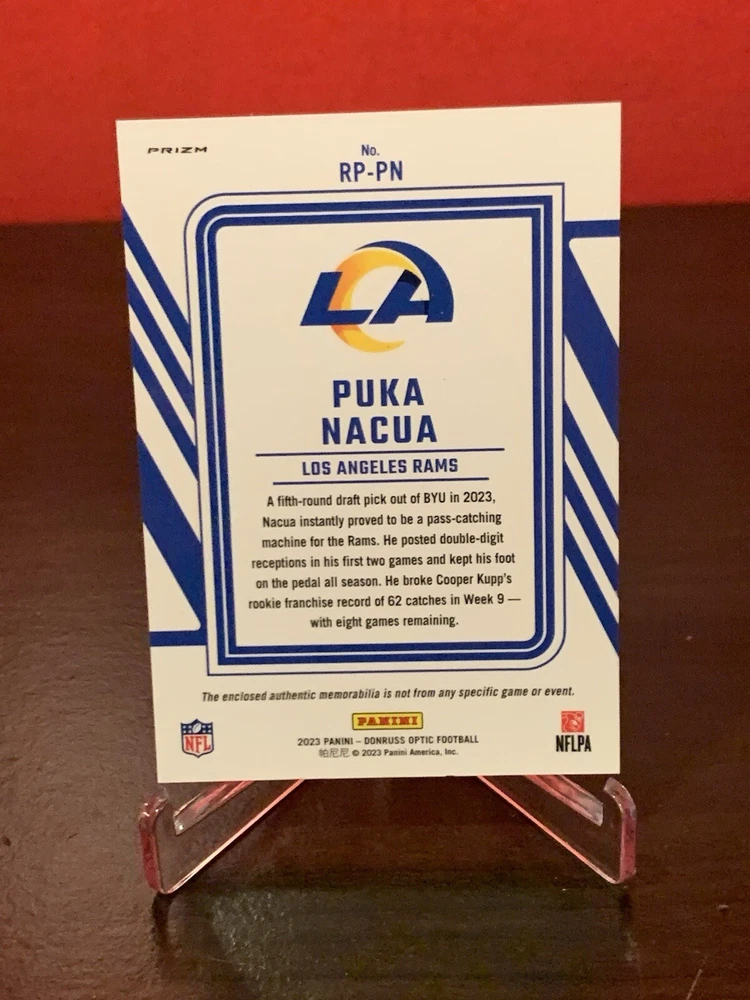 PRIZM
No.
RP-PN
LA
PUKA
NACUA
LOS ANGELES RAMS
A fifth-round draft pick out of BYU in 2023,
Nacua instantly proved to be a pass-catching
machine for the Rams. He posted double-digit
receptions in his first two games and kept his foot
on the pedal all season. He broke Cooper Kupp's
rookie franchise record of 62 catches in Week 9 —
with eight games remaining.
The enclosed authentic memorabilia is not from any specific game or event.
NFL
PANINI
2023 PANINI – DONRUSS OPTIC FOOTBALL
帕尼尼 © 2023 Panini America, Inc.
NFLPA